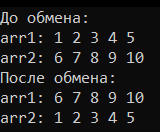 До обмена:
arr1: 1 2 3 4 5
arr2: 6 7 8 9 10
После обмена:
arr1: 6 7 8 9 10
arr2: 1 2 3 4 5